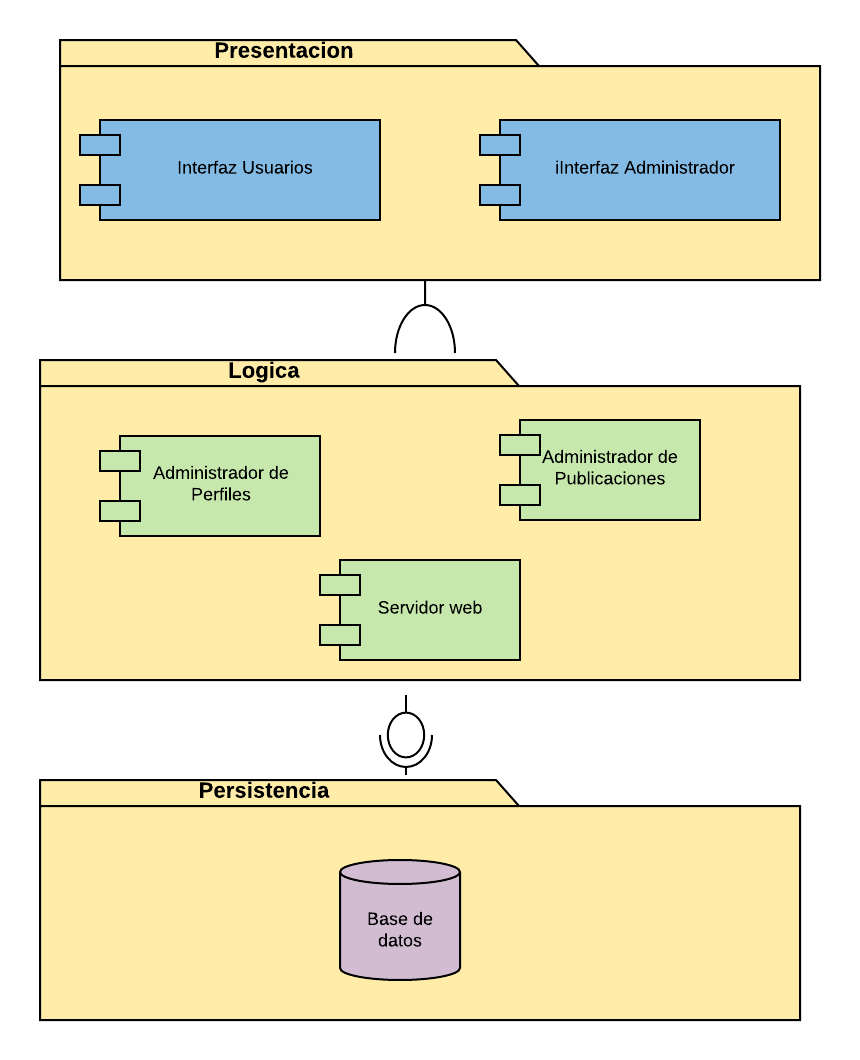 Presentacion
Interfaz Usuarios
iInterfaz Administrador
Logica
Administrador de
Perfiles
Administrador de
Publicaciones
Servidor web
Persistencia
Base de
datos